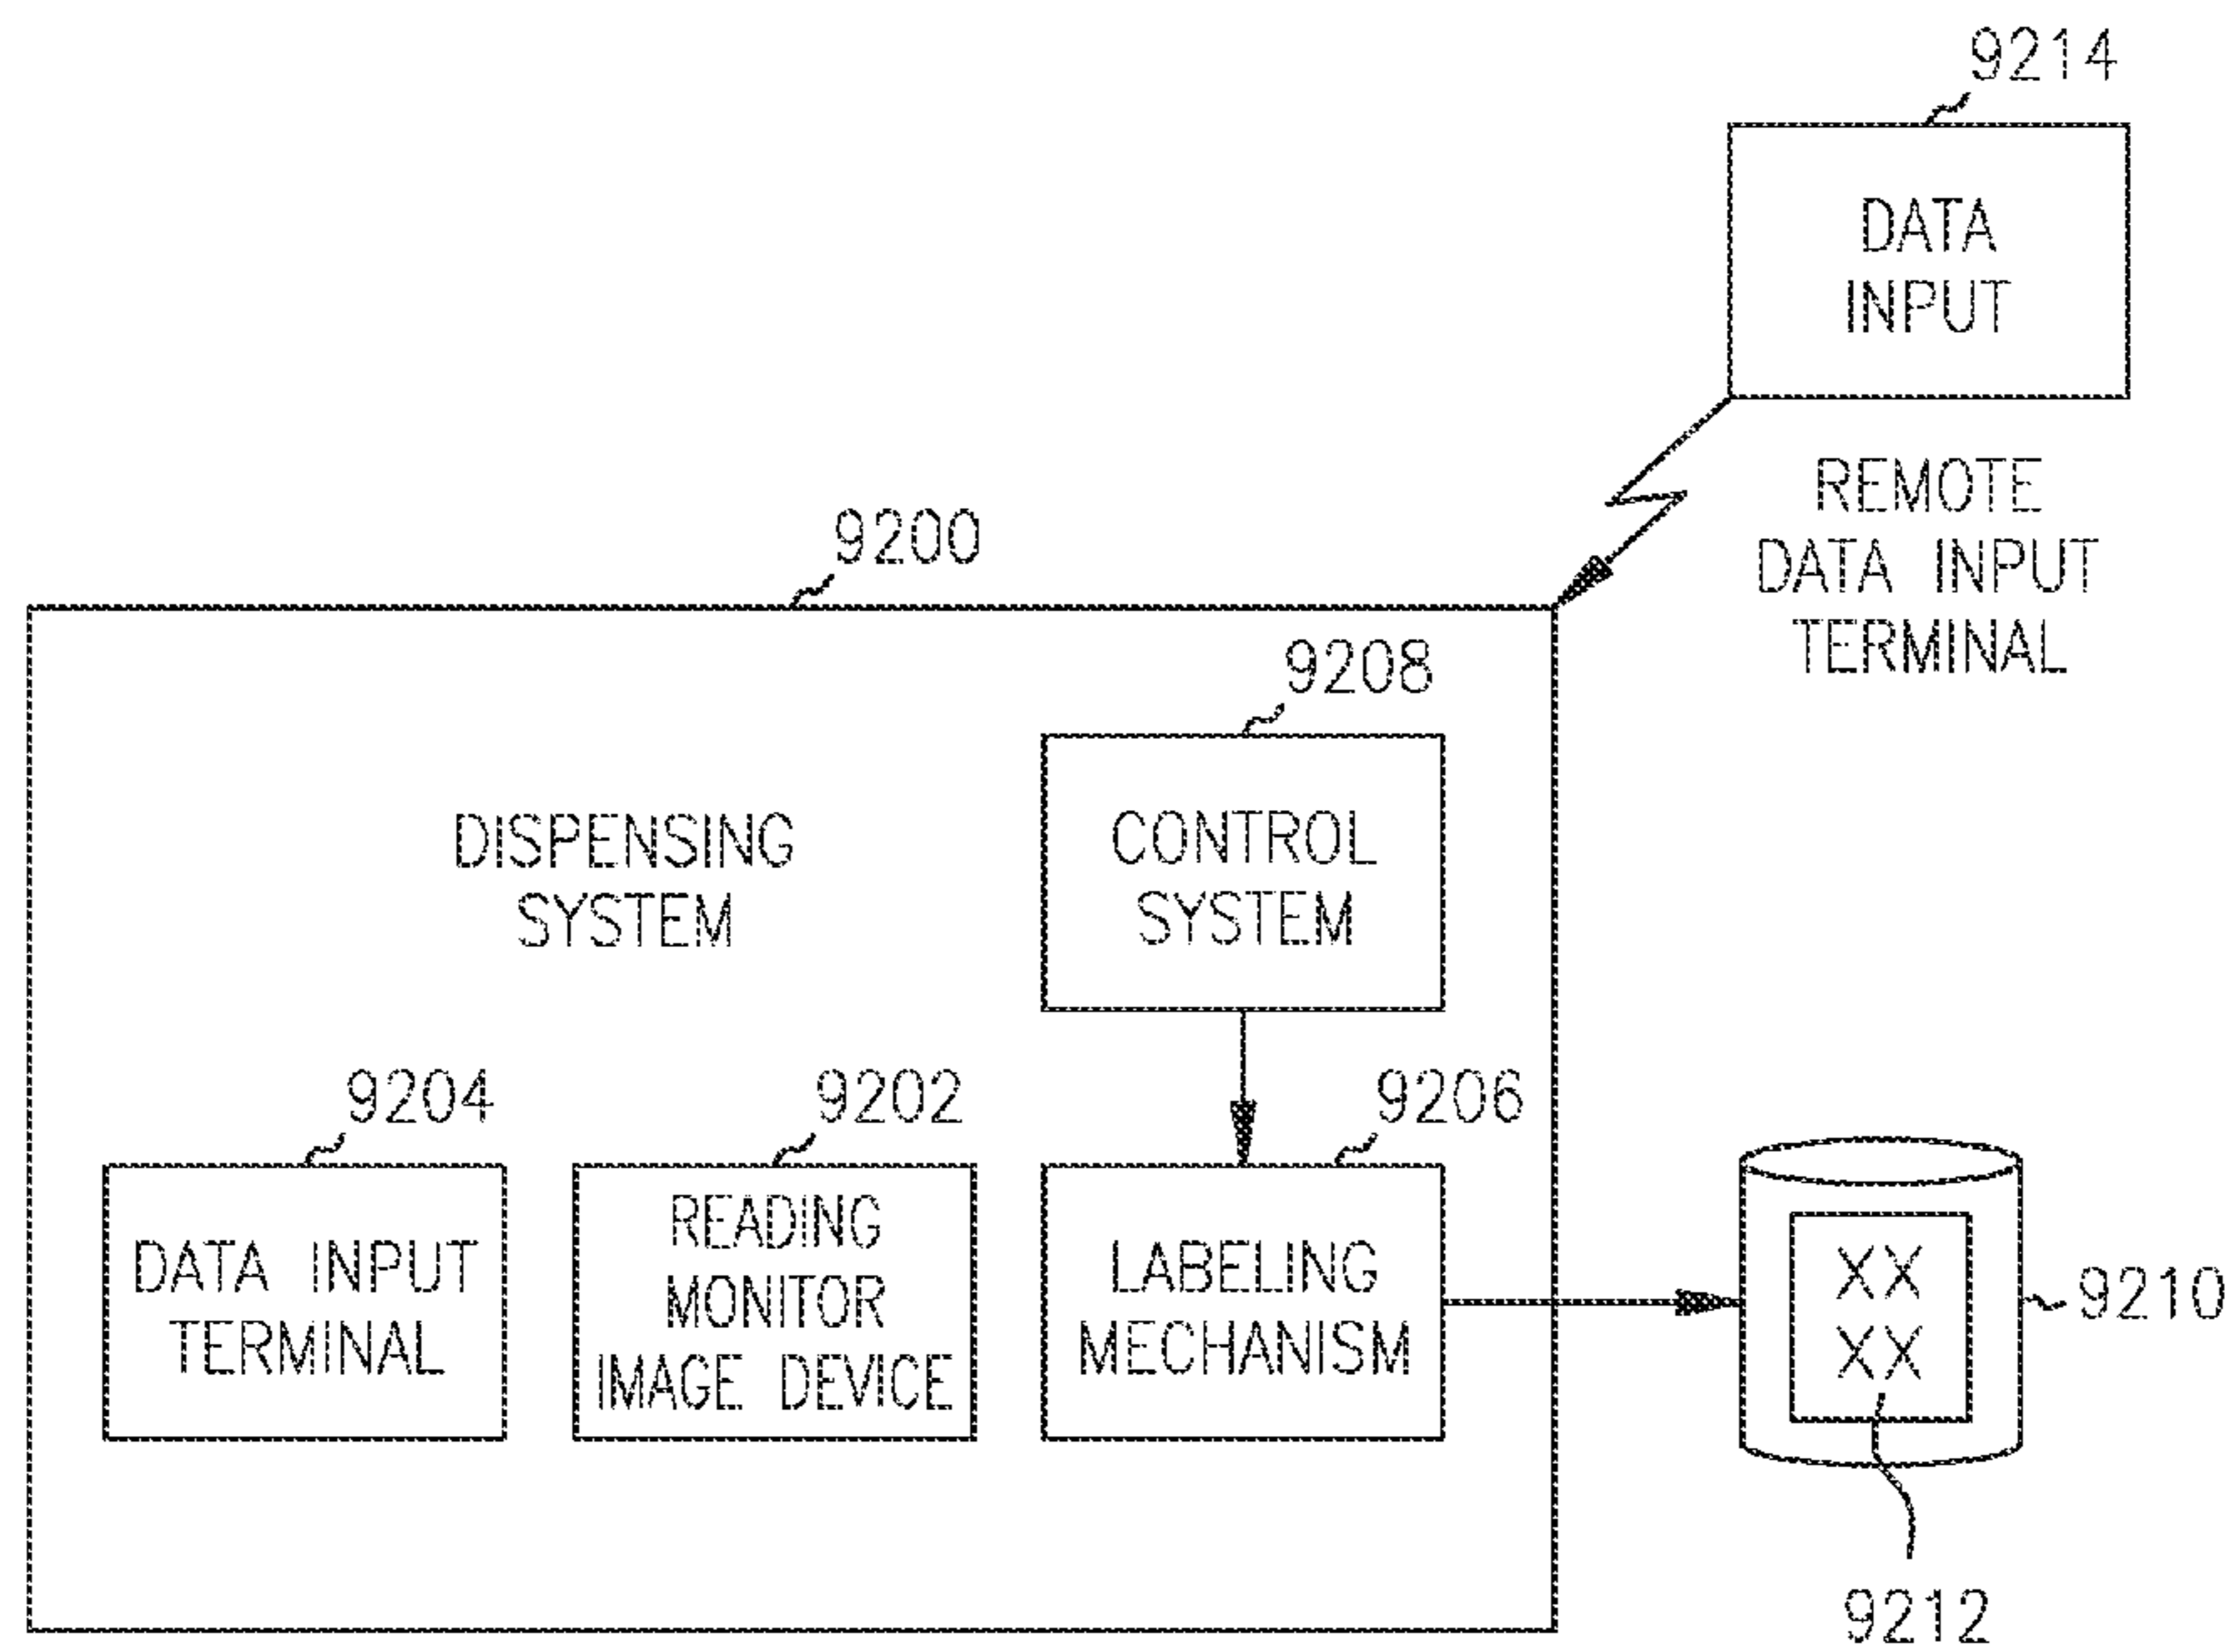 9214
DATA
INPUT
REMOTE
DATA INPUT
TERMINAL
9200
9208
DISPENSING
SYSTEM
CONTROL
SYSTEM
9204
9202
9206
DATA INPUT
TERMINAL
READING
MONITOR
IMAGE DEVICE
LABELING
MECHANISM
XX
XX
9210
9212